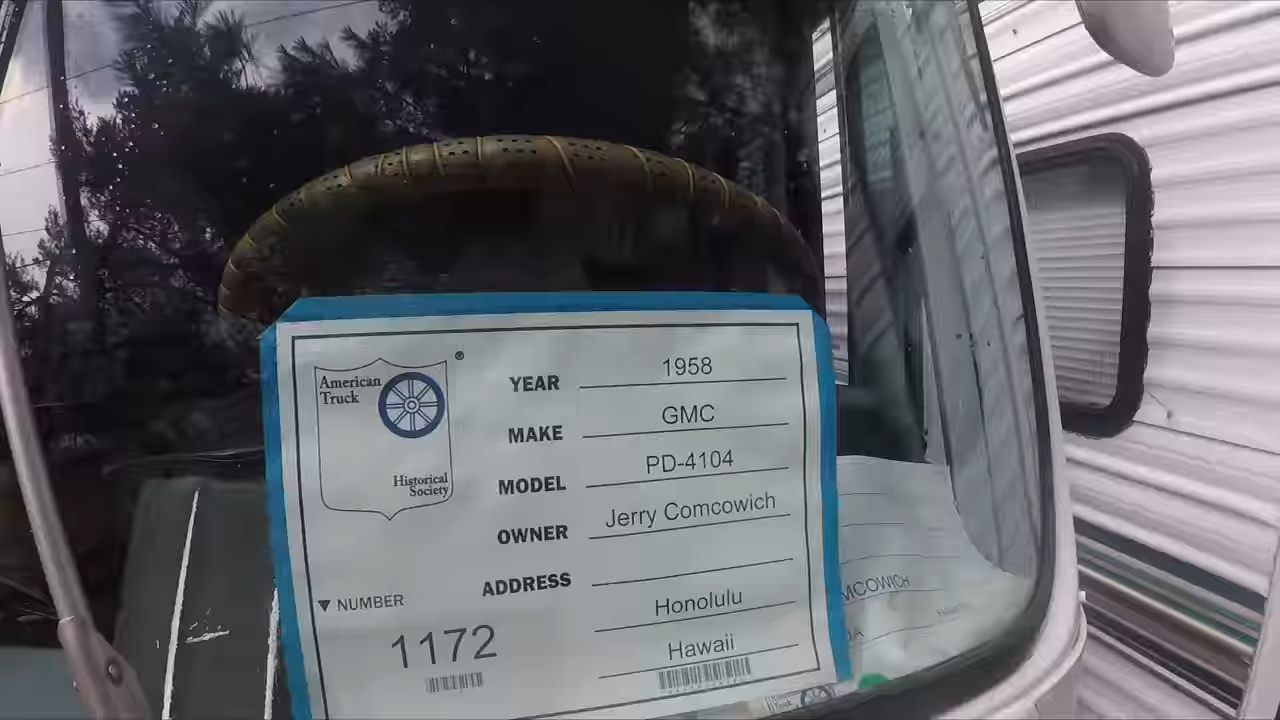 American
Truck
®
Historical
Society
YEAR 1958
MAKE GMC
MODEL PD-4104
OWNER Jerry Comcowich
ADDRESS
Honolulu
Hawaii
▼ NUMBER
1172
MCOWICH